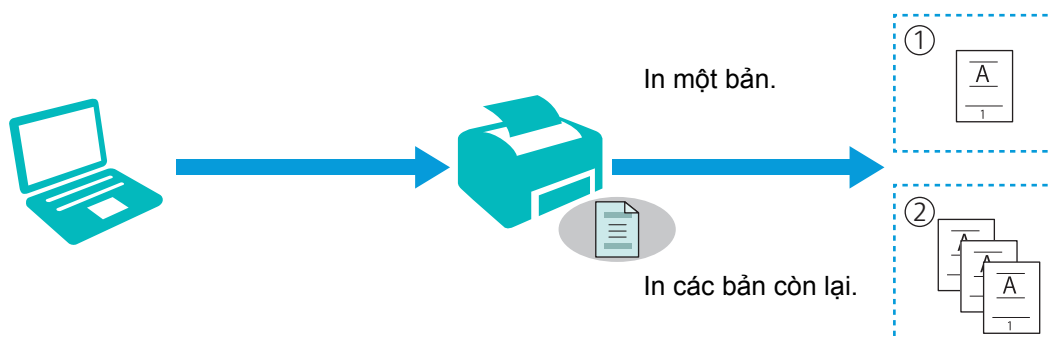 In một bản.
①
A
1
In các bản còn lại.
②
A
A
A
1